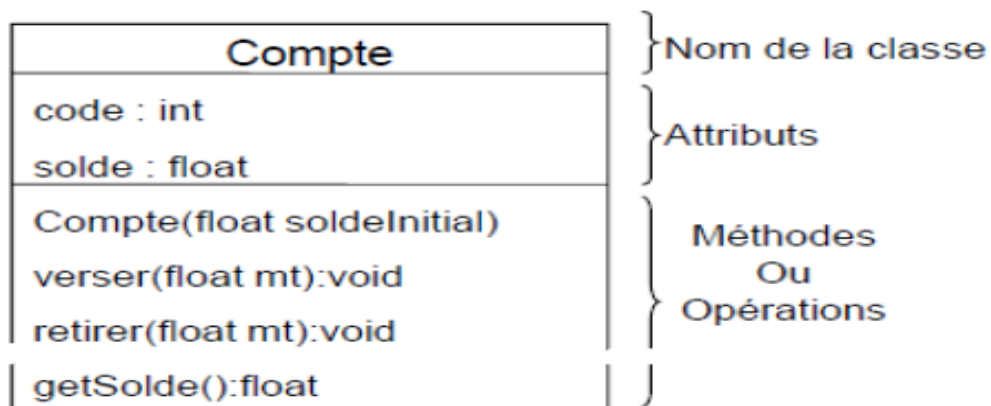 Compte
Nom de la classe
code : int
solde : float
Attributs
Compte(float soldeInitial)
verser(float mt):void
retirer(float mt):void
getSolde():float
Méthodes
Ou
Opérations